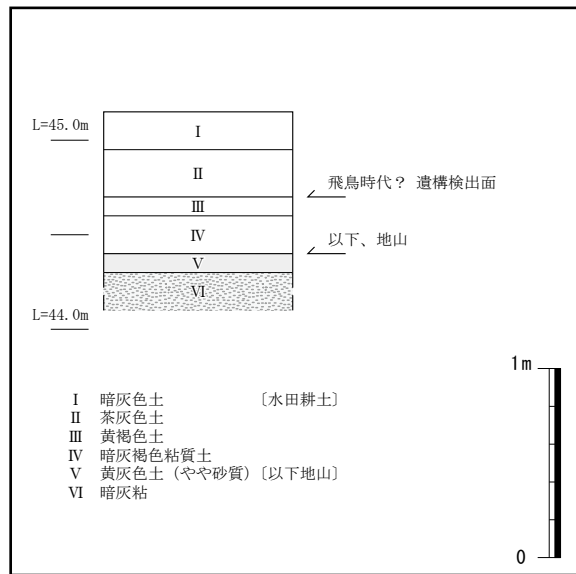 L=45.0m
Ⅰ
Ⅱ
飛鳥時代？ 遺構検出面
Ⅲ
Ⅳ
以下、地山
Ⅴ
Ⅵ
L=44.0m
1m
0
Ⅰ 暗灰色土 〔水田耕土〕
Ⅱ 茶灰色土
Ⅲ 黄褐色土
Ⅳ 暗灰褐色粘質土
Ⅴ 黄灰色土（やや砂質）〔以下地山〕
Ⅵ 暗灰粘